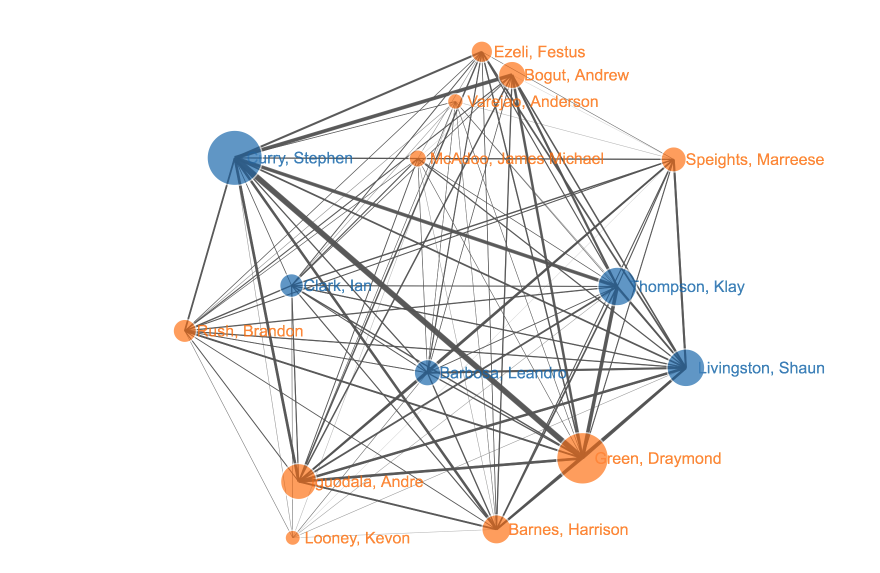 Ezeli, Festus
Bogut, Andrew
Varejao, Anderson
Curry, Stephen
McAdoo, James Michael
Speights, Marreese
Clark, Ian
Thompson, Klay
Rush, Brandon
Barbosa, Leandro
Livingston, Shaun
Green, Draymond
Iguodala, Andre
Barnes, Harrison
Looney, Kevon